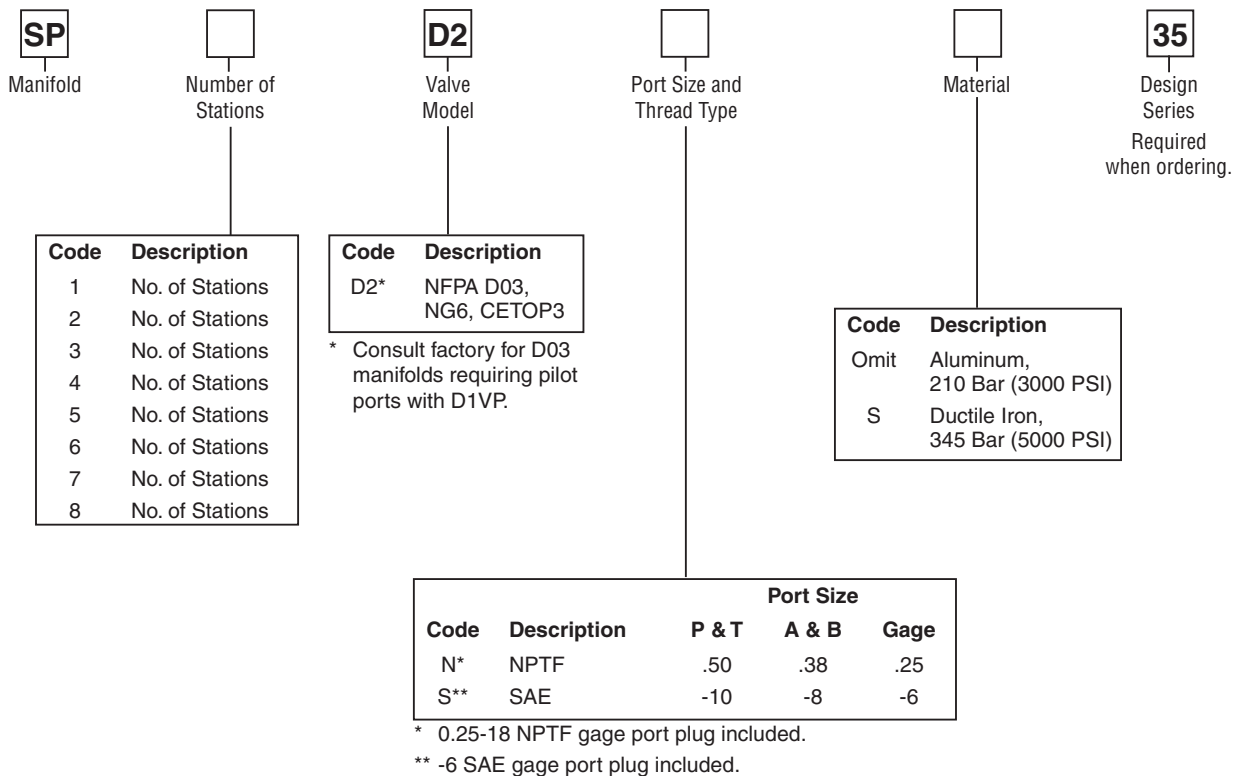 SP
D2
35
Manifold
Number of
Stations
Valve
Model
Port Size and
Thread Type
Material
Design
Series
Required
when ordering.
Code Description
1 No. of Stations
2 No. of Stations
3 No. of Stations
4 No. of Stations
5 No. of Stations
6 No. of Stations
7 No. of Stations
8 No. of Stations
Code Description
D2* NFPA D03,
NG6, CETOP3
* Consult factory for D03
manifolds requiring pilot
ports with D1VP.
Code Description
Omit Aluminum,
210 Bar (3000 PSI)
S Ductile Iron,
345 Bar (5000 PSI)
Port Size
Code Description P & T A & B Gage
N* NPTF .50 .38 .25
S** SAE -10 -8 -6
* 0.25-18 NPTF gage port plug included.
** -6 SAE gage port plug included.